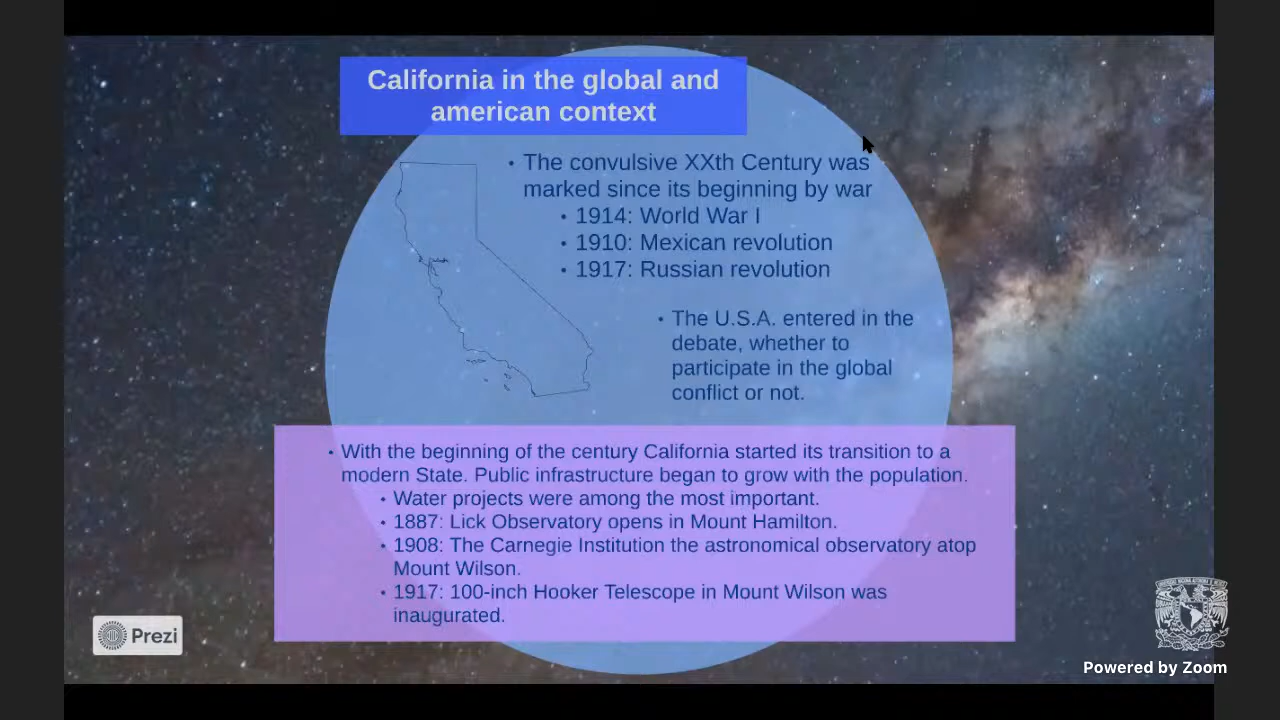 California in the global and
american context
• The convulsive XXth Century was
marked since its beginning by war
• 1914: World War I
• 1910: Mexican revolution
• 1917: Russian revolution
• The U.S.A. entered in the
debate, whether to
participate in the global
conflict or not.
• With the beginning of the century California started its transition to a
modern State. Public infrastructure began to grow with the population.
• Water projects were among the most important.
• 1887: Lick Observatory opens in Mount Hamilton.
• 1908: The Carnegie Institution the astronomical observatory atop
Mount Wilson.
• 1917: 100-inch Hooker Telescope in Mount Wilson was
inaugurated.
Prezi
Powered by Zoom